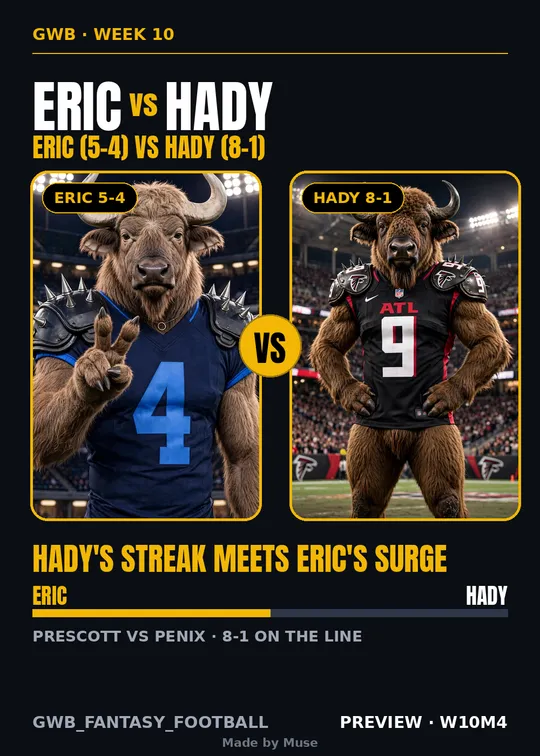 GWB · WEEK 10
ERIC VS HADY
ERIC (5-4) VS HADY (8-1)
ERIC 5-4
HADY 8-1
4
ATL
9
VS
HADY'S STREAK MEETS ERIC'S SURGE
ERIC
HADY
PRESCOTT VS PENIX · 8-1 ON THE LINE
GWB_FANTASY_FOOTBALL
PREVIEW · W10M4
Made by Muse